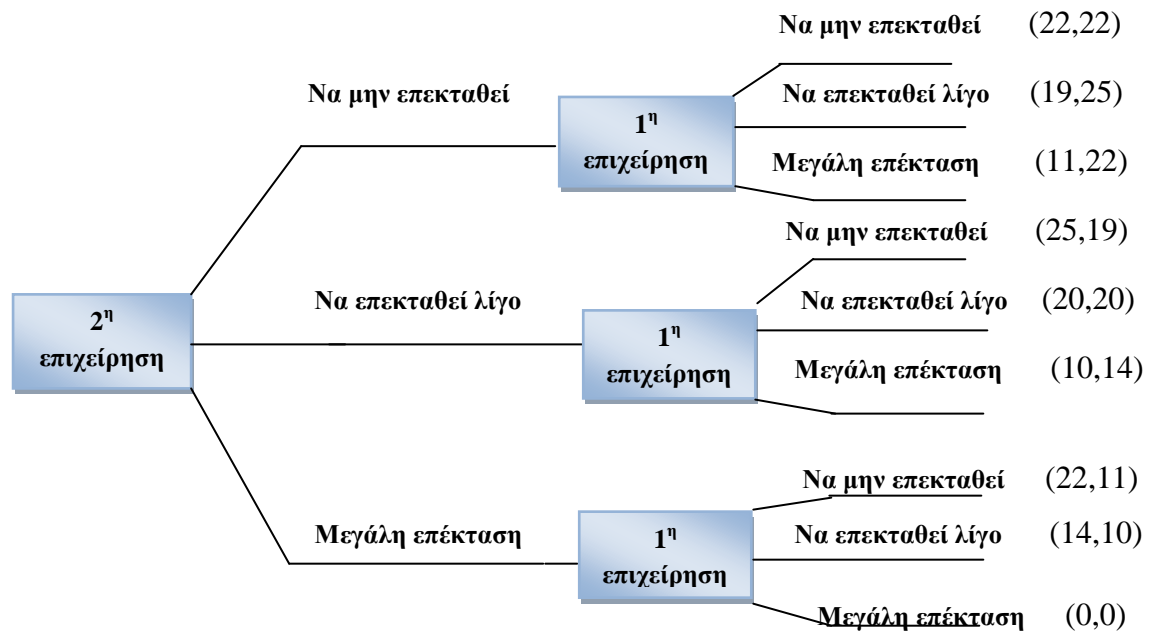 Να μην επεκταθεί (22,22)
Να μην επεκταθεί
Να επεκταθεί λίγο (19,25)
1η
επιχείρηση
Μεγάλη επέκταση (11,22)
Να μην επεκταθεί (25,19)
Να επεκταθεί λίγο
Να επεκταθεί λίγο (20,20)
2η
επιχείρηση
1η
επιχείρηση
Μεγάλη επέκταση (10,14)
Να μην επεκταθεί (22,11)
Μεγάλη επέκταση
1η
επιχείρηση
Να επεκταθεί λίγο (14,10)
Μεγάλη επέκταση (0,0)